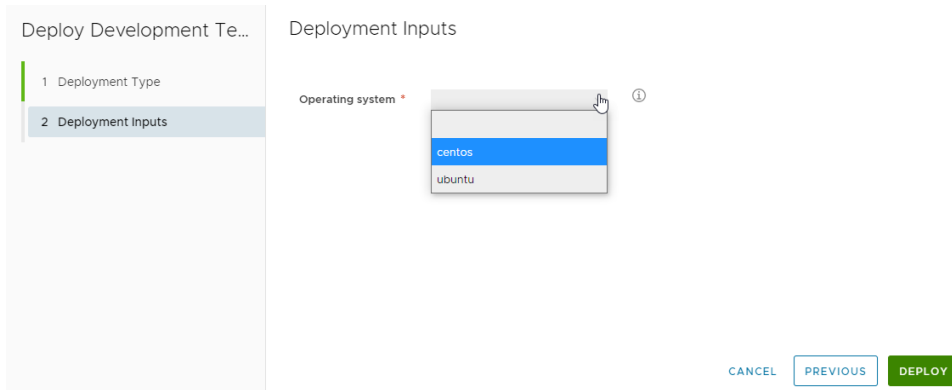 Deploy Development Te...
1 Deployment Type
2 Deployment Inputs
Deployment Inputs
Operating system *
centos
ubuntu
CANCEL
PREVIOUS
DEPLOY